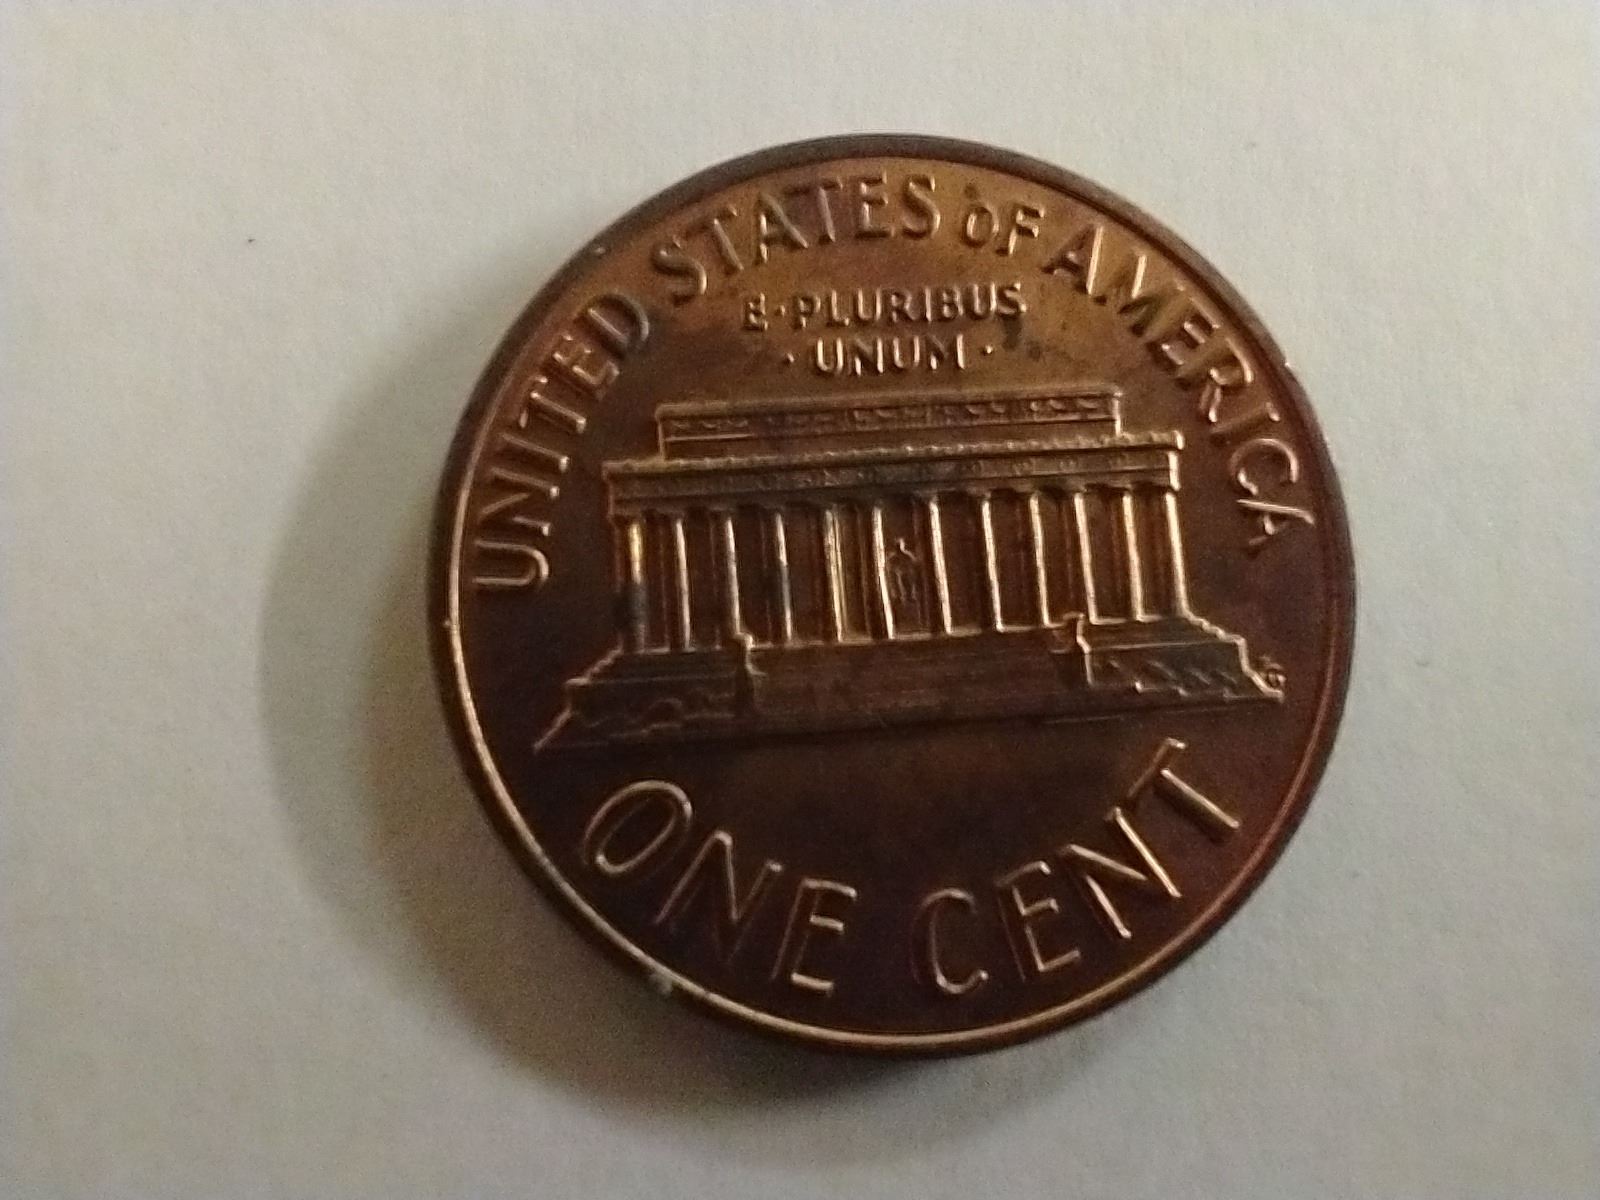 UNITED STATES OF AMERICA
E·PLURIBUS
·UNUM·
ONE CENT